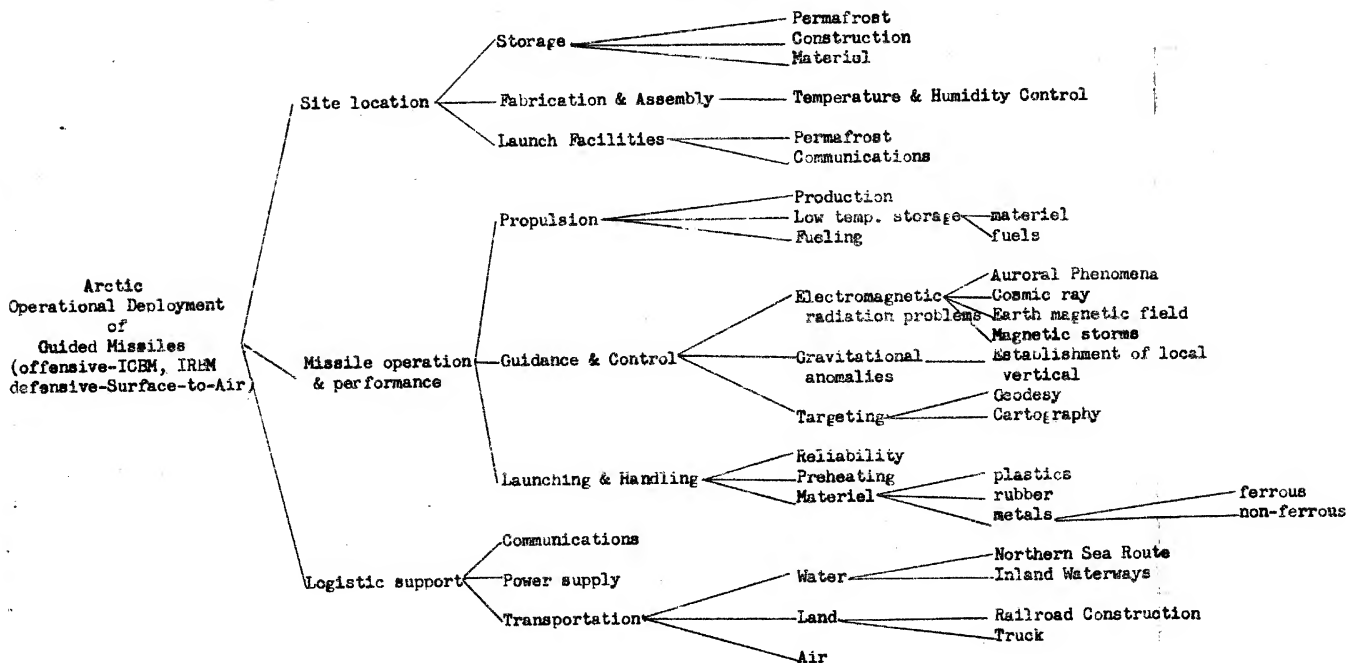 Permafrost
Storage
Construction
Material
Site location
Fabrication & Assembly
Temperature & Humidity Control
Launch Facilities
Permafrost
Communications
Production
Propulsion
Low temp. storage
materiel
Fueling
fuels
Auroral Phenomena
Arctic
Operational Deployment
of
Guided Missiles
(offensive-ICBM, IRBM
defensive-Surface-to-Air)
Electromagnetic
radiation problems
Cosmic ray
Earth magnetic field
Magnetic storms
Missile operation
& performance
Guidance & Control
Gravitational
anomalies
Establishment of local
vertical
Geodesy
Targeting
Cartography
Reliability
Launching & Handling
Preheating
plastics
Materiel
rubber
ferrous
metals
non-ferrous
Communications
Northern Sea Route
Logistic support
Power supply
Water
Inland Waterways
Transportation
Land
Railroad Construction
Truck
Air